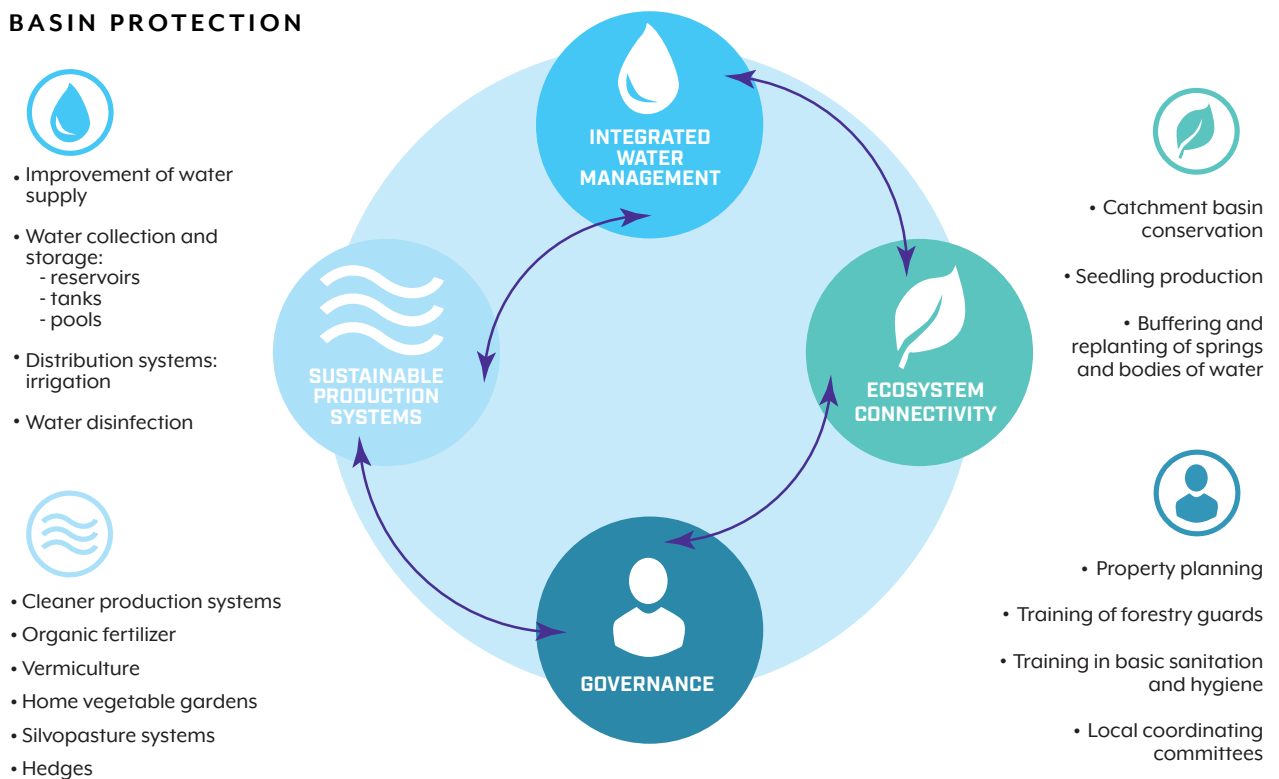 BASIN PROTECTION
• Improvement of water
supply
• Water collection and
storage:
- reservoirs
- tanks
- pools
• Distribution systems:
irrigation
• Water disinfection
• Cleaner production systems
• Organic fertilizer
• Vermiculture
• Home vegetable gardens
• Silvopasture systems
• Hedges
INTEGRATED
WATER
MANAGEMENT
SUSTAINABLE
PRODUCTION
SYSTEMS
ECOSYSTEM
CONNECTIVITY
GOVERNANCE
• Catchment basin
conservation
• Seedling production
• Buffering and
replanting of springs
and bodies of water
• Property planning
• Training of forestry guards
• Training in basic sanitation
and hygiene
• Local coordinating
committees